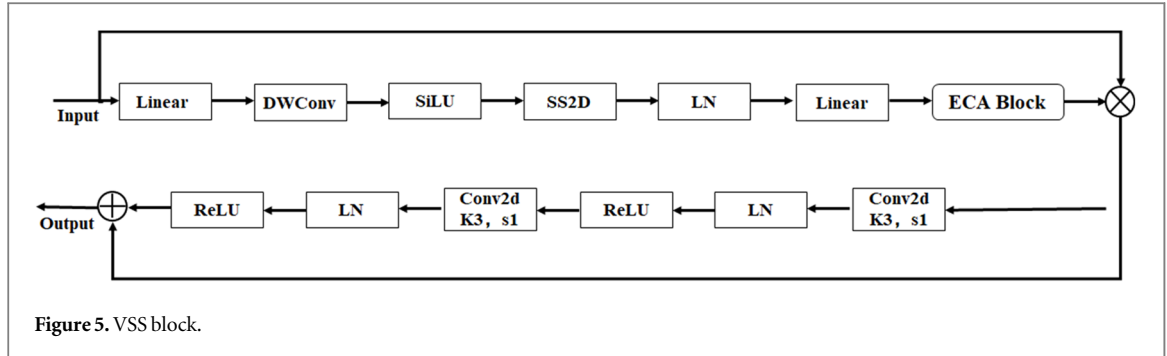 Input
Linear
DWConv
SiLU
SS2D
LN
Linear
ECA Block
Output
ReLU
LN
Conv2d
K3, s1
ReLU
LN
Conv2d
K3, s1
Figure 5. VSS block.